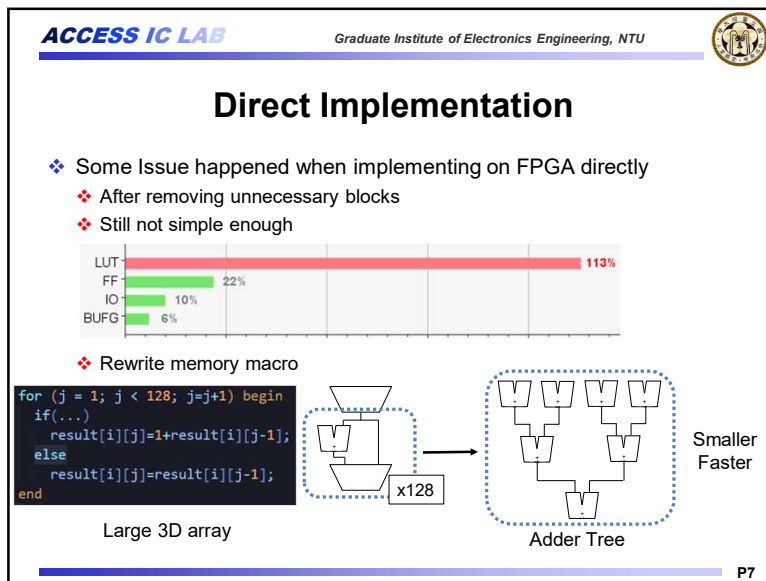 ACCESS IC LAB
Graduate Institute of Electronics Engineering, NTU
Direct Implementation
Some Issue happened when implementing on FPGA directly
After removing unnecessary blocks
Still not simple enough
LUT 113%
FF 22%
IO 10%
BUFG 6%
Rewrite memory macro
for (j = 1; j < 128; j=j+1) begin
if(...)
result[i][j]=1+result[i][j-1];
else
result[i][j]=result[i][j-1];
end
Large 3D array
+
x128
+ + + +
+ +
+
Adder Tree
Smaller
Faster
P7